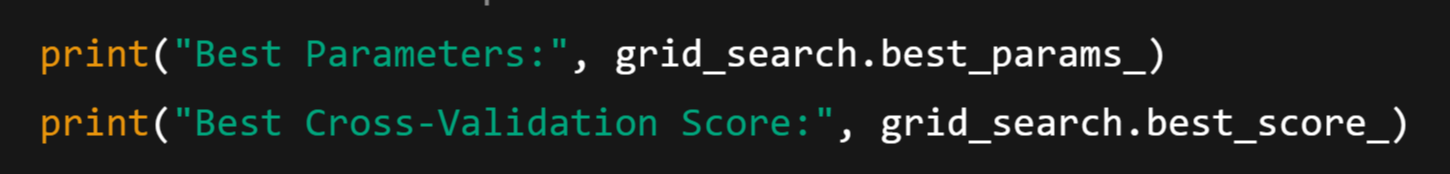 print("Best Parameters:", grid_search.best_params_)
print("Best Cross-Validation Score:", grid_search.best_score_)